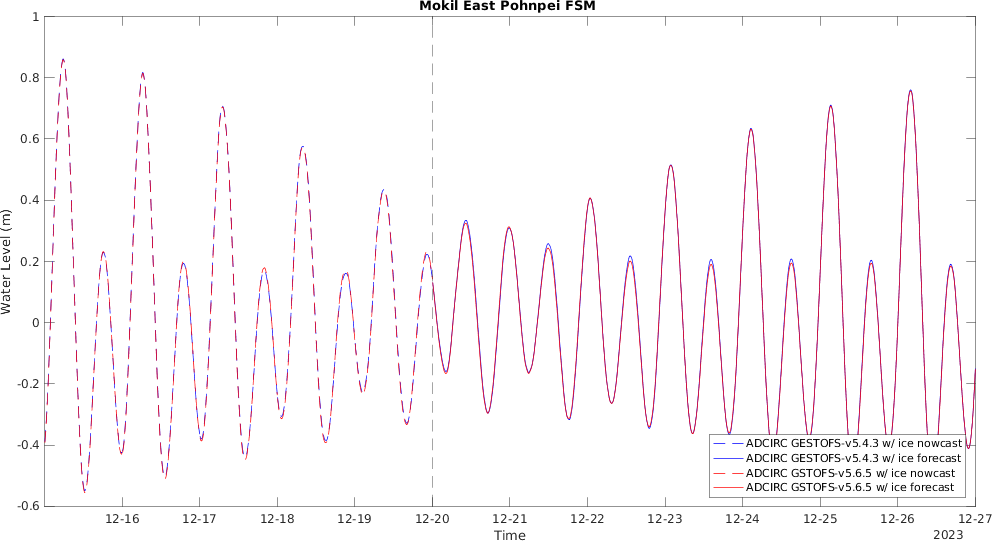 Mokil East Pohnpei FSM
1
0.8
0.6
0.4
0.2
0
-0.2
-0.4
-0.6
Water Level (m)
ADCIRC GESTOFS-v5.4.3 w/ ice nowcast
ADCIRC GESTOFS-v5.4.3 w/ ice forecast
ADCIRC GSTOFS-v5.6.5 w/ ice nowcast
ADCIRC GSTOFS-v5.6.5 w/ ice forecast
12-16 12-17 12-18 12-19 12-20 12-21 12-22 12-23 12-24 12-25 12-26 12-27
Time
2023